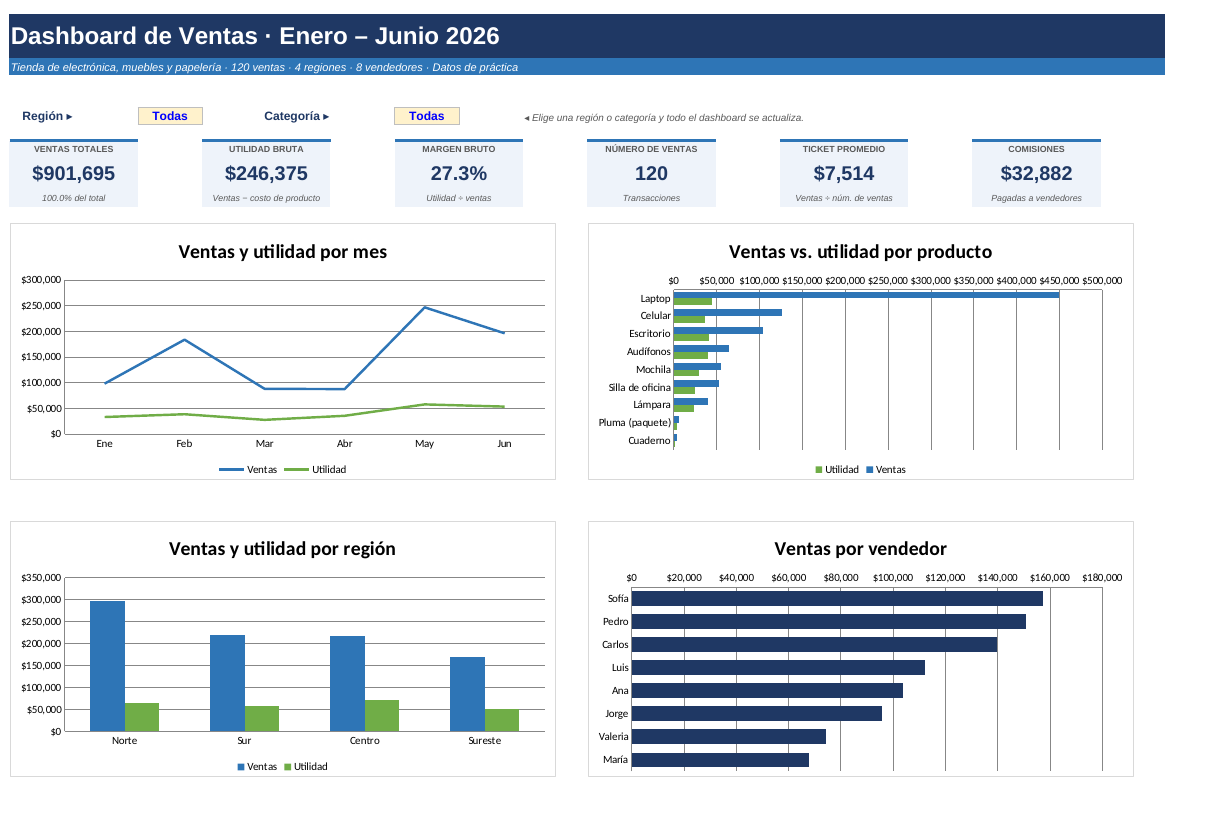 Dashboard de Ventas · Enero – Junio 2026
Tienda de electrónica, muebles y papelería · 120 ventas · 4 regiones · 8 vendedores · Datos de práctica
Región ▸ Todas Categoría ▸ Todas ◂ Elige una región o categoría y todo el dashboard se actualiza.
VENTAS TOTALES UTILIDAD BRUTA MARGEN BRUTO NÚMERO DE VENTAS TICKET PROMEDIO COMISIONES
$901,695 $246,375 27.3% 120 $7,514 $32,882
100.0% del total Ventas − costo de producto Utilidad ÷ ventas Transacciones Ventas ÷ núm. de ventas Pagadas a vendedores
Ventas y utilidad por mes
$300,000
$250,000
$200,000
$150,000
$100,000
$50,000
$0
Ene Feb Mar Abr May Jun
Ventas Utilidad
Ventas vs. utilidad por producto
$0 $50,000 $100,000 $150,000 $200,000 $250,000 $300,000 $350,000 $400,000 $450,000 $500,000
Laptop
Celular
Escritorio
Audífonos
Mochila
Silla de oficina
Lámpara
Pluma (paquete)
Cuaderno
Utilidad Ventas
Ventas y utilidad por región
$350,000
$300,000
$250,000
$200,000
$150,000
$100,000
$50,000
$0
Norte Sur Centro Sureste
Ventas Utilidad
Ventas por vendedor
$0 $20,000 $40,000 $60,000 $80,000 $100,000 $120,000 $140,000 $160,000 $180,000
Sofía
Pedro
Carlos
Luis
Ana
Jorge
Valeria
María